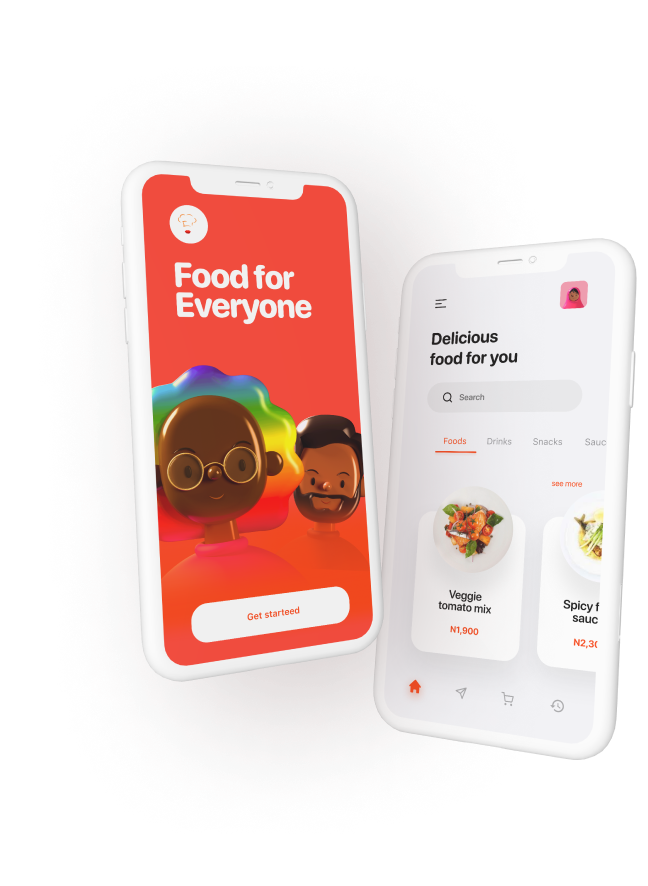 Food for
Everyone
Get starteed
Delicious
food for you
Search
Foods Drinks Snacks Sauc
see more
Veggie
tomato mix
N1,900
Spicy f
sauc
N2,30